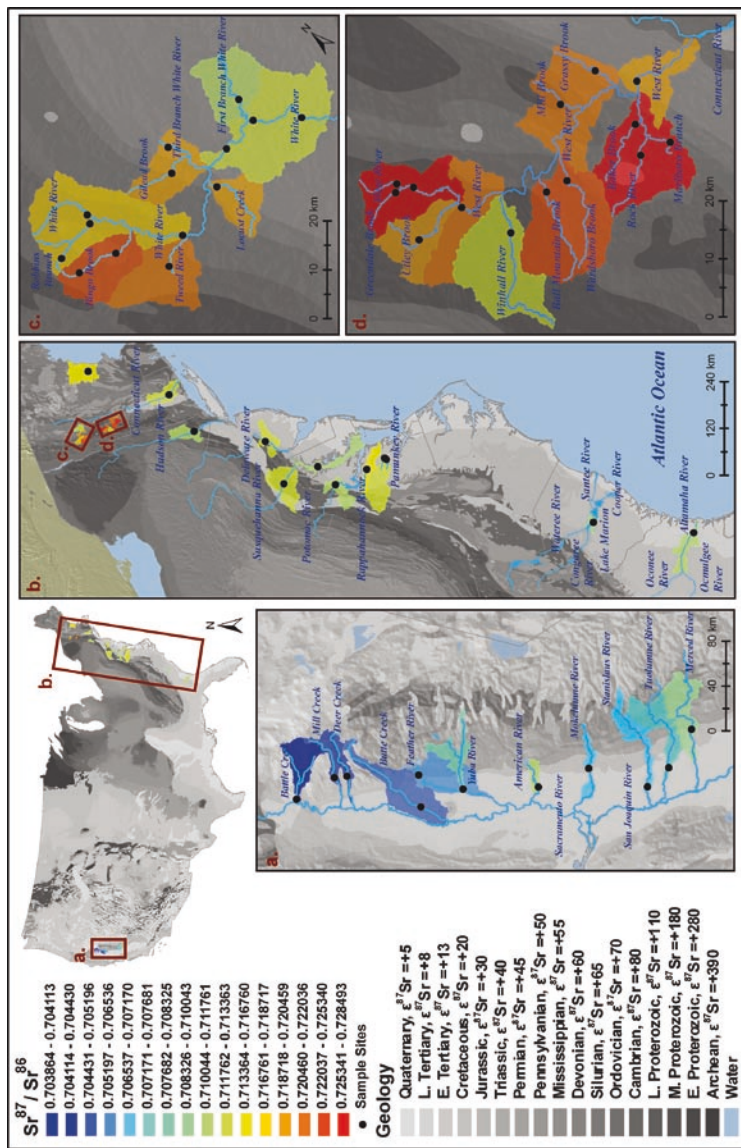 Sr87 / Sr86
0.703864 - 0.704113
0.704114 - 0.704430
0.704431 - 0.705196
0.705197 - 0.706536
0.706537 - 0.707170
0.707171 - 0.707681
0.707682 - 0.708325
0.708326 - 0.710043
0.710044 - 0.711761
0.711762 - 0.713363
0.713364 - 0.716760
0.716761 - 0.718717
0.718718 - 0.720459
0.720460 - 0.722036
0.722037 - 0.725340
0.725341 - 0.728493
Sample Sites
Geology
Quaternary, ε87Sr =+5
L. Tertiary, ε87Sr =+8
E. Tertiary, ε87Sr =+13
Cretaceous, ε87Sr =+20
Jurassic, ε87Sr =+30
Triassic, ε87Sr =+40
Permian, ε87Sr =+45
Pennsylvanian, ε87Sr =+50
Mississippian, ε87Sr =+55
Devonian, ε87Sr =+60
Silurian, ε87Sr =+65
Ordovician, ε87Sr =+70
Cambrian, ε87Sr =+80
L. Proterozoic, ε87Sr =+110
M. Proterozoic, ε87Sr =+180
E. Proterozoic, ε87Sr =+280
Archean, ε87Sr =+390
Water
a.
b.
N
a.
Battle Creek
Mill Creek
Deer Creek
Butte Creek
Feather River
Yuba River
American River
Sacramento River
Mokelumne River
Stanislaus River
San Joaquin River
Tuolumne River
Merced River
0 40 80 km
b.
c.
d.
Connecticut River
Hudson River
Delaware River
Susquehanna River
Potomac River
Rappahannock River
Pamunkey River
Wateree River
Congaree River
Santee River
Lake Marion
Cooper River
Oconee River
Altamaha River
Ocmulgee River
Atlantic Ocean
0 120 240 km
c.
N
Branch
White River
Bingo Brook
White River
Tweed River
Gilead Brook
Third Branch White River
Locust Creek
First Branch White River
White River
0 10 20 km
d.
Utley Brook
West River
Winhall River
Ball Mountain Brook
Wardsboro Brook
West River
Mill Brook
Grassy Brook
Rock River
Branch
West River
Connecticut River
0 10 20 km